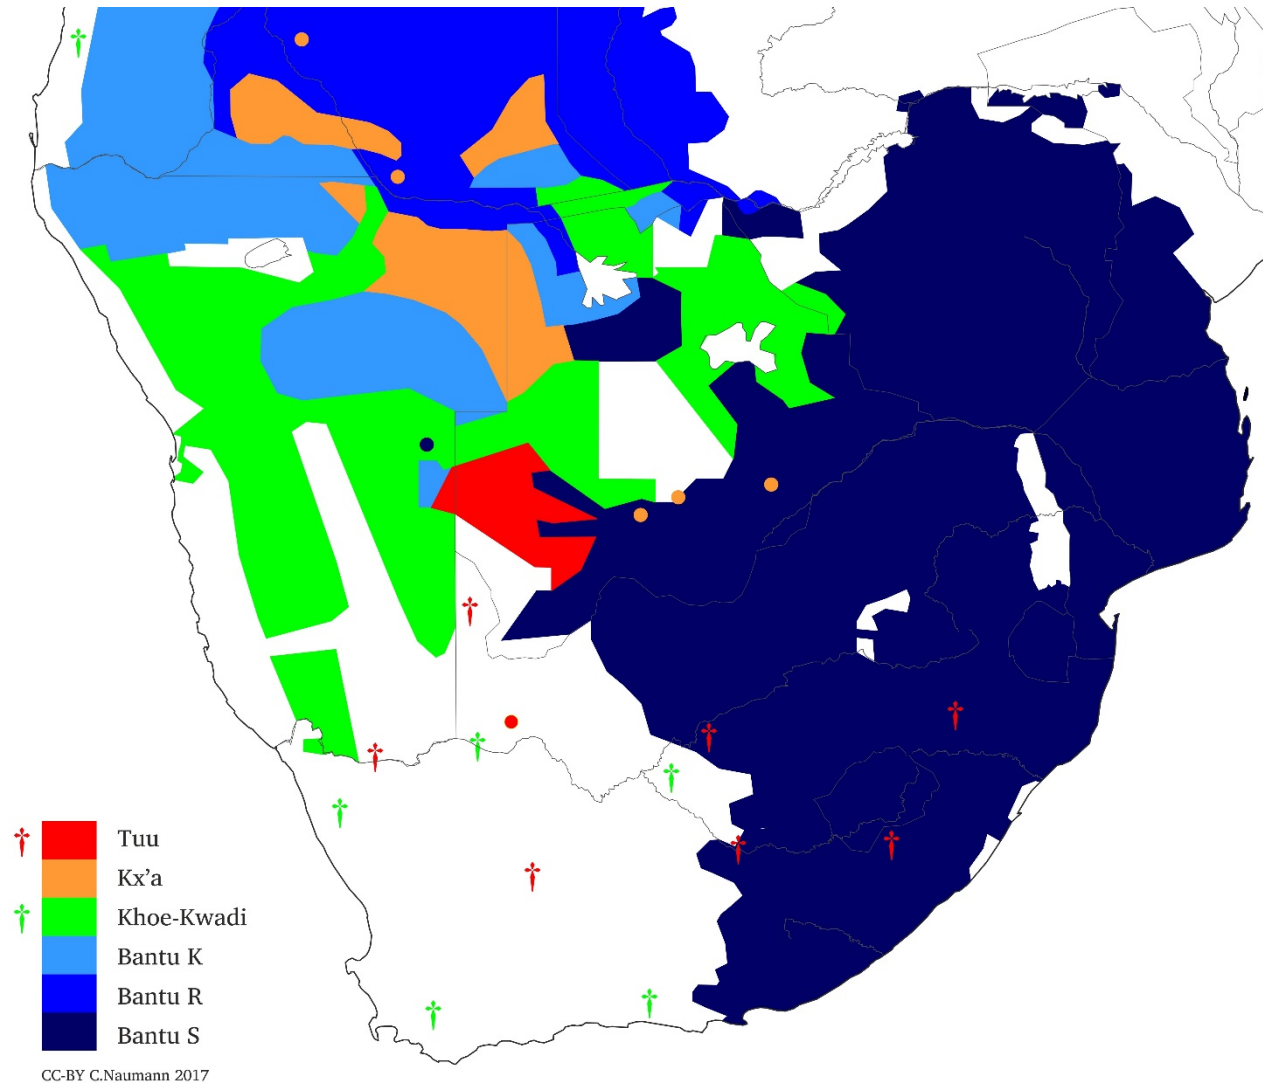 Tuu
Kx'a
Khoe-Kwadi
Bantu K
Bantu R
Bantu S
CC-BY C.Naumann 2017